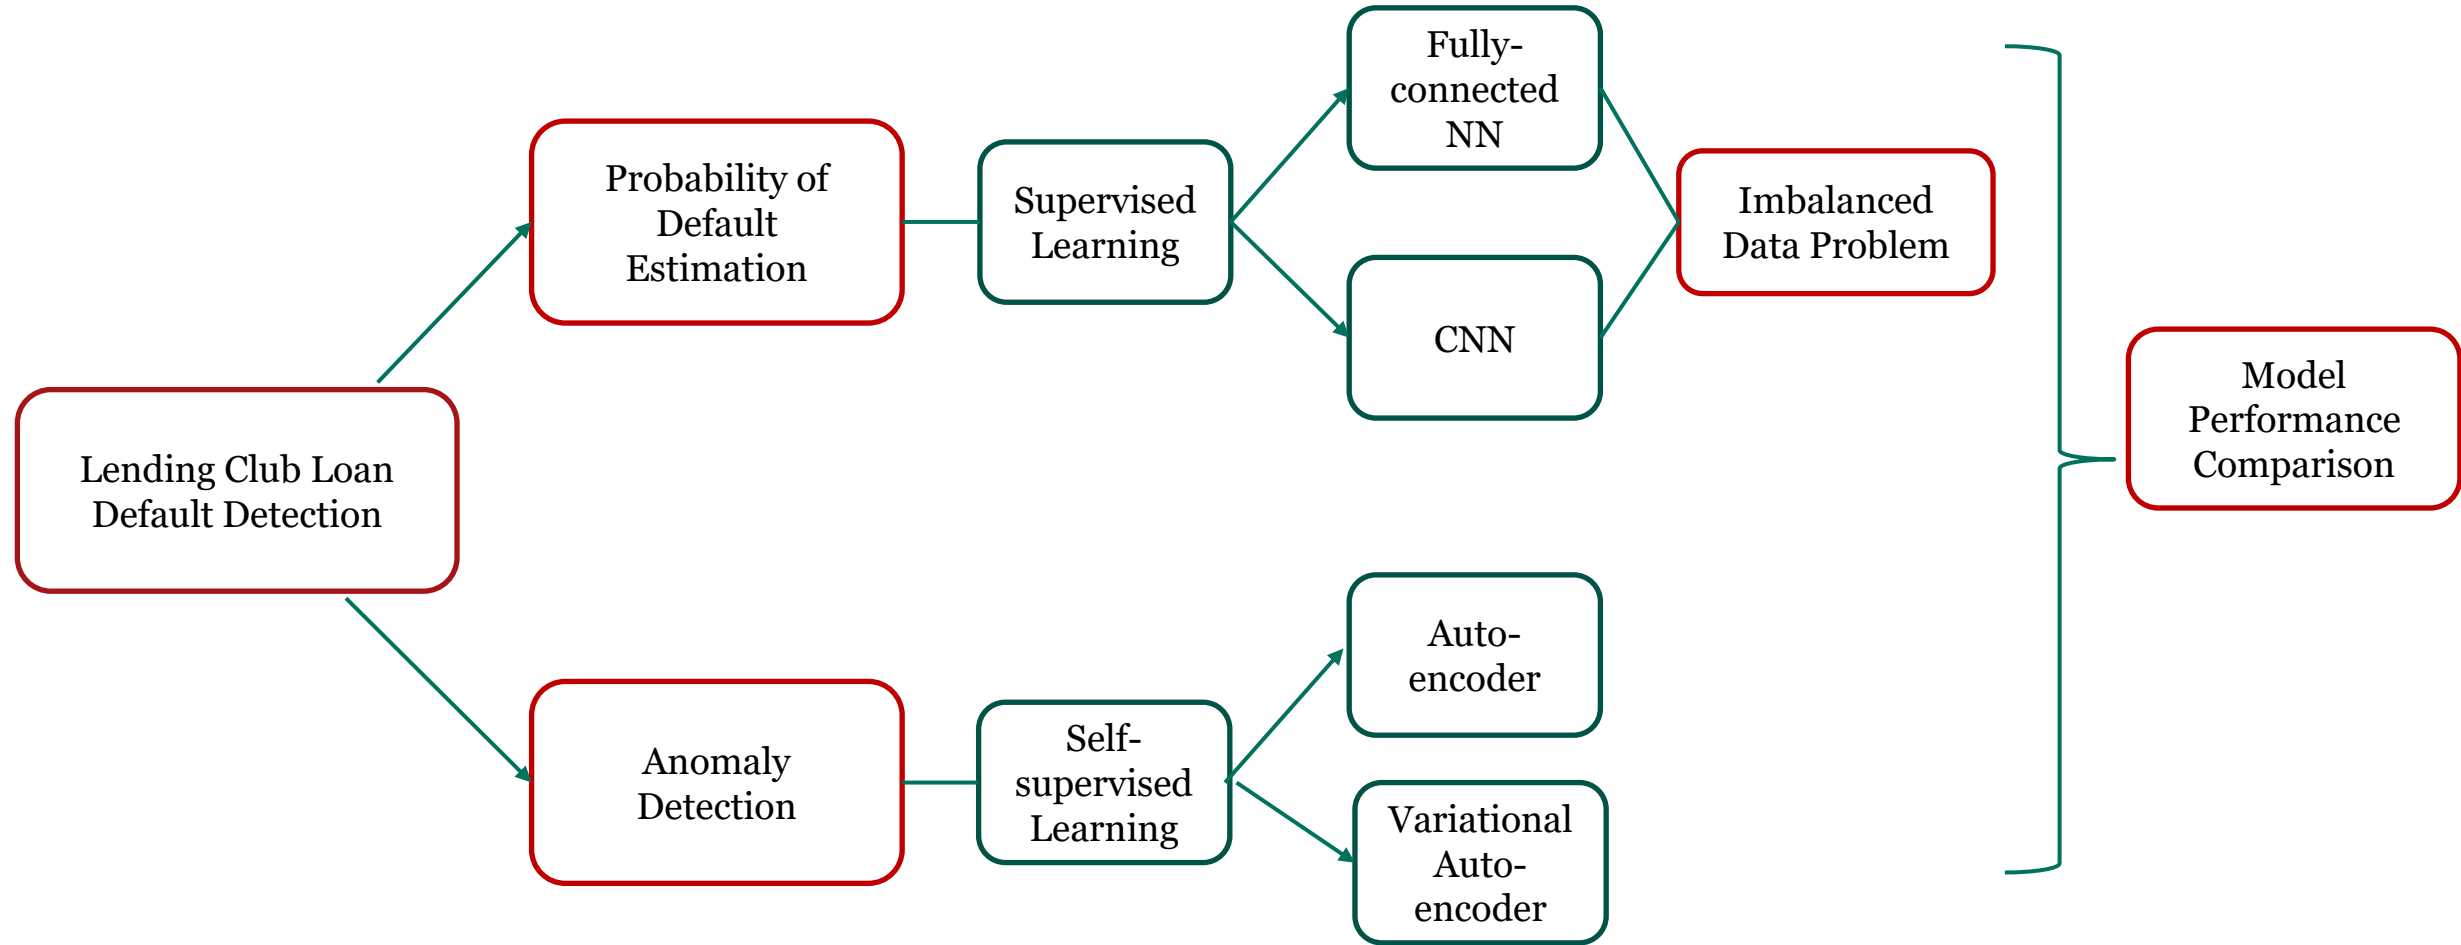 Lending Club Loan
Default Detection
Probability of
Default
Estimation
Supervised
Learning
Fully-
connected
NN
CNN
Imbalanced
Data Problem
Anomaly
Detection
Self-
supervised
Learning
Auto-
encoder
Variational
Auto-
encoder
Model
Performance
Comparison